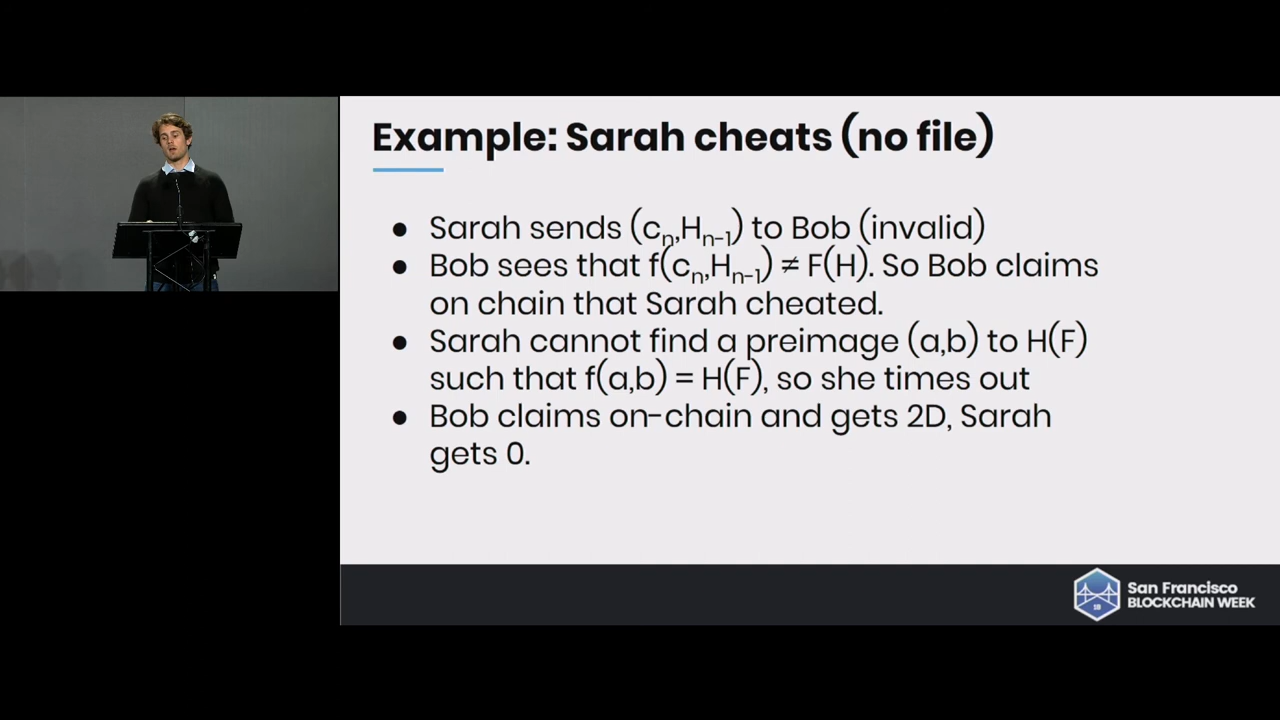 Example: Sarah cheats (no file)
● Sarah sends (cₙ,Hₙ₋₁) to Bob (invalid)
● Bob sees that f(cₙ,Hₙ₋₁) ≠ F(H). So Bob claims
on chain that Sarah cheated.
● Sarah cannot find a preimage (a,b) to H(F)
such that f(a,b) = H(F), so she times out
● Bob claims on-chain and gets 2D, Sarah
gets 0.
18
San Francisco
BLOCKCHAIN WEEK